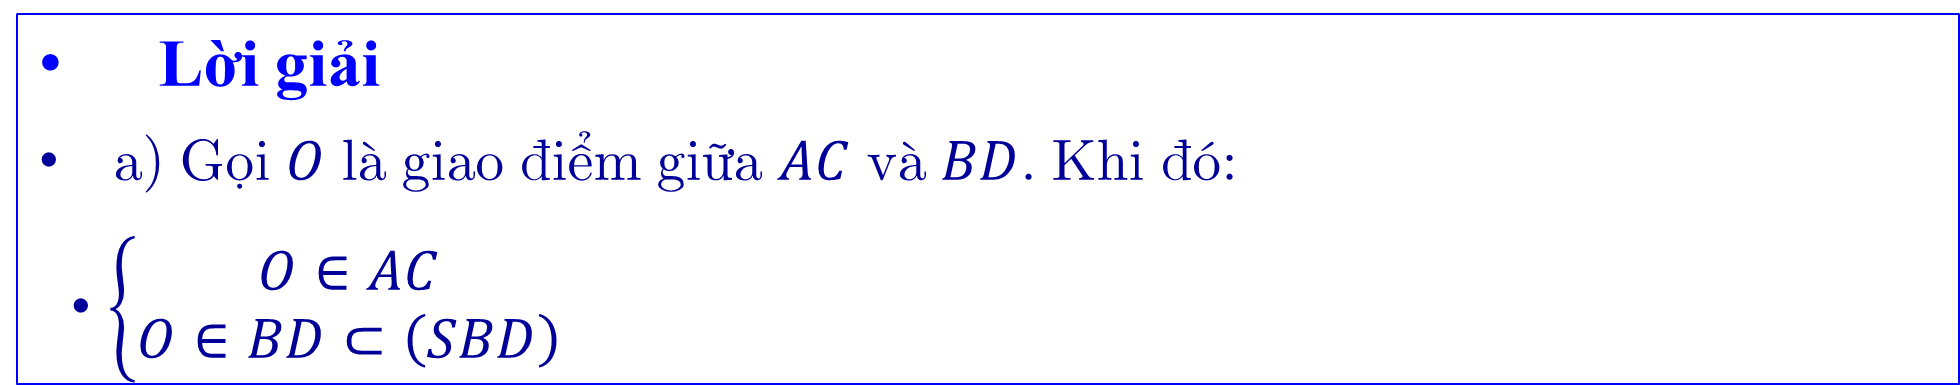 • Lời giải
• a) Gọi O là giao điểm giữa AC và BD. Khi đó:
• { O ∈ AC
O ∈ BD ⊂ (SBD)